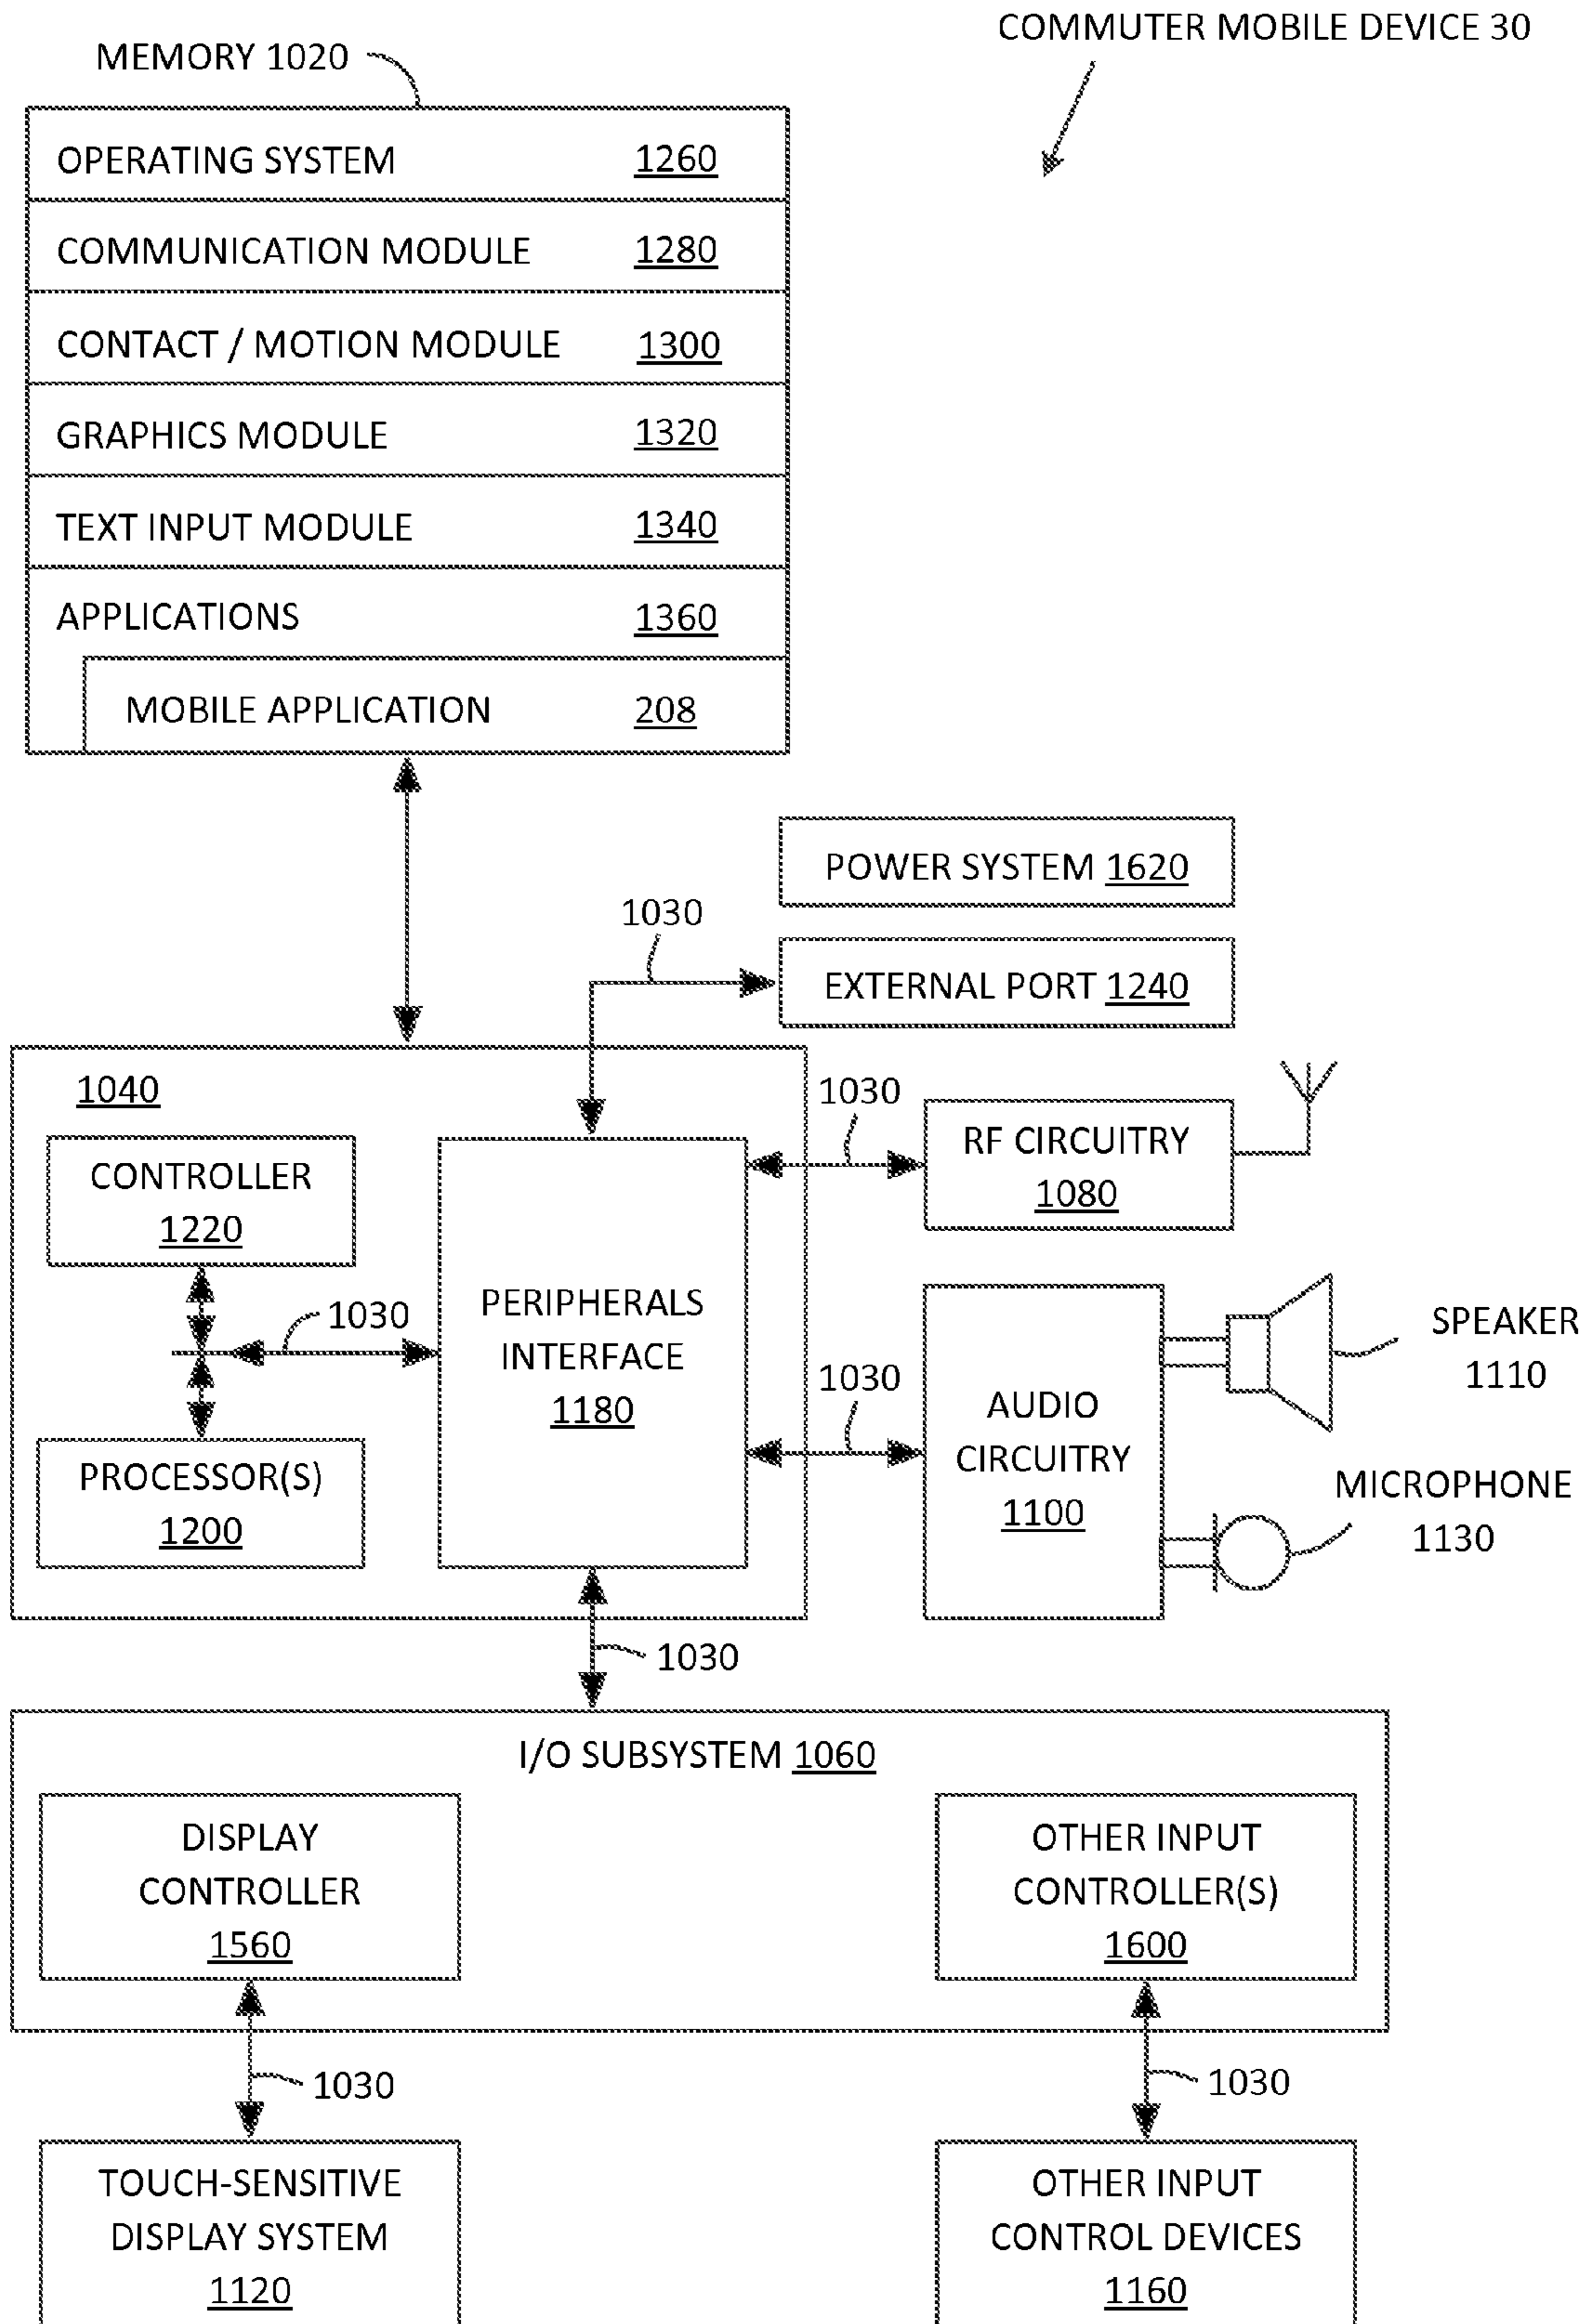 COMMUTER MOBILE DEVICE 30
MEMORY 1020
OPERATING SYSTEM 1260
COMMUNICATION MODULE 1280
CONTACT / MOTION MODULE 1300
GRAPHICS MODULE 1320
TEXT INPUT MODULE 1340
APPLICATIONS 1360
MOBILE APPLICATION 208
POWER SYSTEM 1620
1030
EXTERNAL PORT 1240
1040
CONTROLLER
1220
1030
PROCESSOR(S)
1200
PERIPHERALS
INTERFACE
1180
1030
RF CIRCUITRY
1080
1030
AUDIO
CIRCUITRY
1100
SPEAKER
1110
MICROPHONE
1130
1030
I/O SUBSYSTEM 1060
DISPLAY
CONTROLLER
1560
OTHER INPUT
CONTROLLER(S)
1600
1030
1030
TOUCH-SENSITIVE
DISPLAY SYSTEM
1120
OTHER INPUT
CONTROL DEVICES
1160